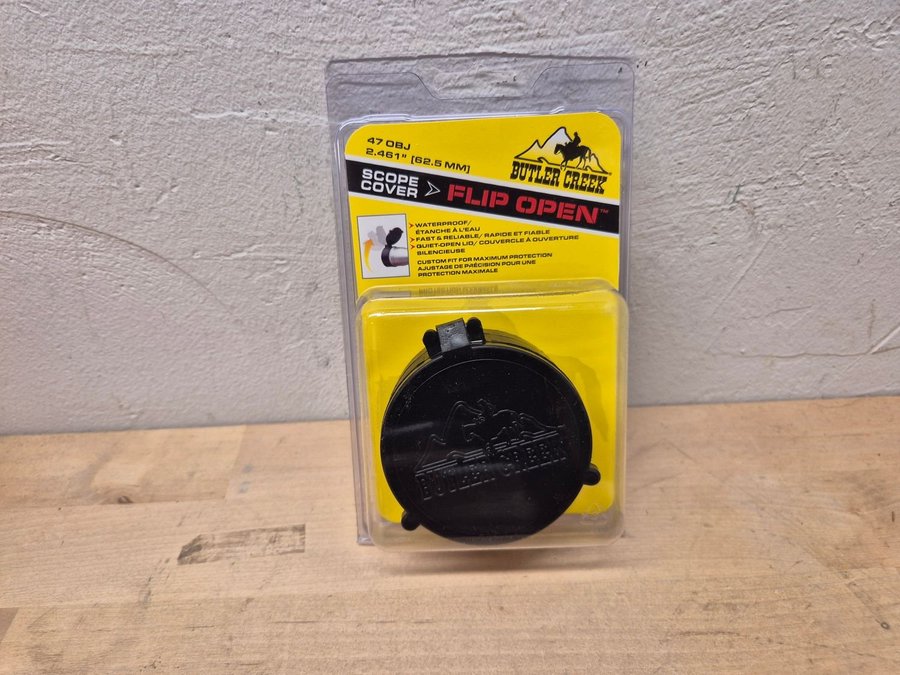 47 OBJ
2.461" [62.5 MM]
BUTLER CREEK
SCOPE
COVER
FLIP OPEN™
WATERPROOF/
ÉTANCHE À L'EAU
FAST & RELIABLE/ RAPIDE ET FIABLE
QUIET-OPEN LID/ COUVERCLE À OUVERTURE
SILENCIEUSE
CUSTOM FIT FOR MAXIMUM PROTECTION
AJUSTAGE DE PRÉCISION POUR UNE
PROTECTION MAXIMALE
BUTLER CREEK